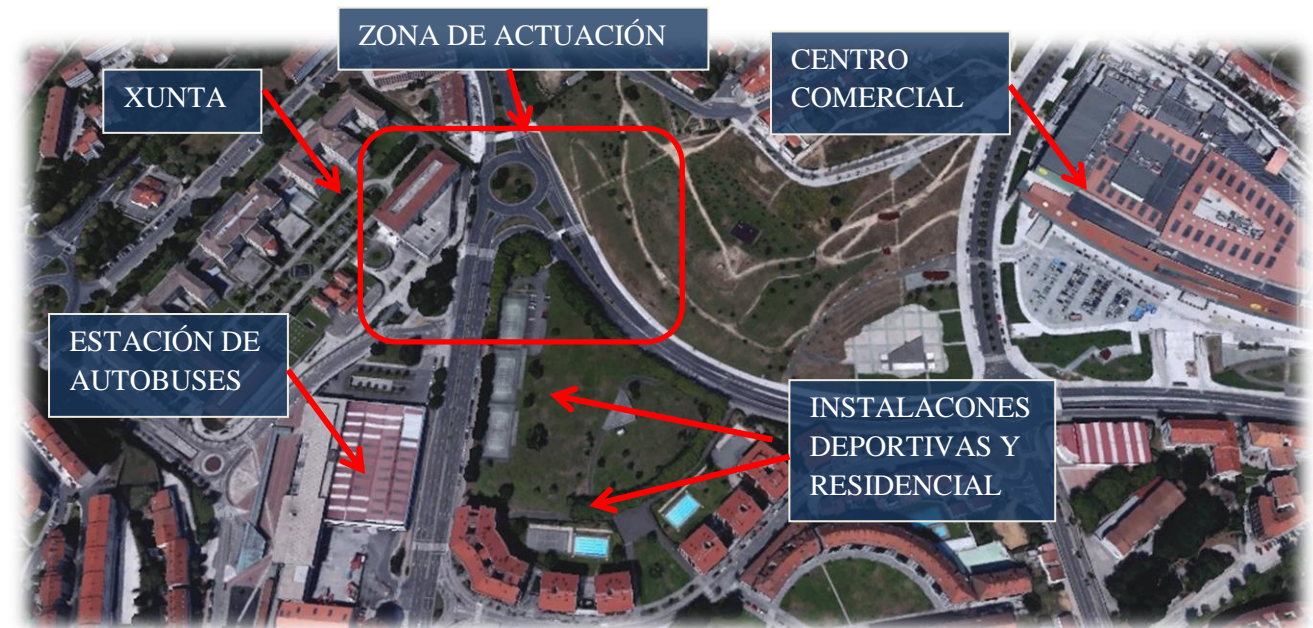 ZONA DE ACTUACIÓN
XUNTA
CENTRO
COMERCIAL
ESTACIÓN DE
AUTOBUSES
INSTALACONES
DEPORTIVAS Y
RESIDENCIAL